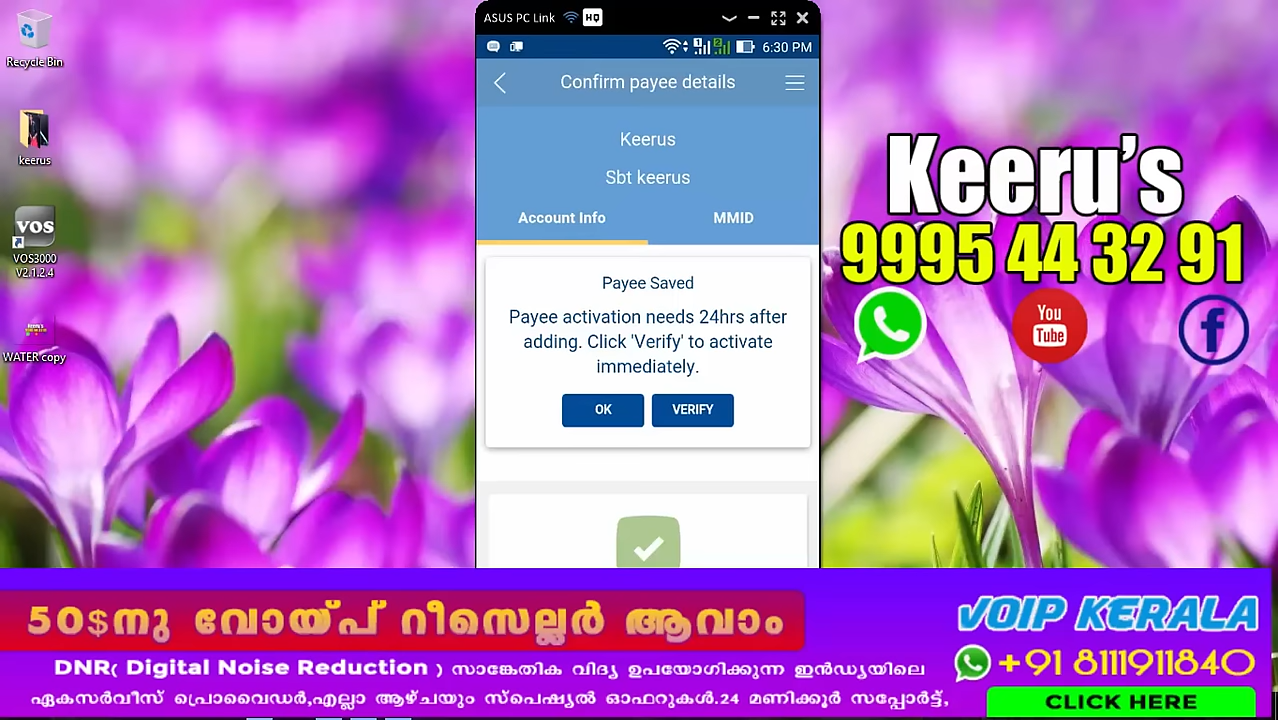 Recycle Bin
keerus
VOS
VOS3000
V2.1.2.4
WATER copy
ASUS PC Link
HQ
6:30 PM
Confirm payee details
Keerus
Sbt keerus
Account Info
MMID
Payee Saved
Payee activation needs 24hrs after
adding. Click 'Verify' to activate
immediately.
OK
VERIFY
Keeru's
9995 44 32 91
You
Tube
50$നു വോയ്പ് റീസെല്ലർ ആവാം
DNR( Digital Noise Reduction ) സാങ്കേതിക വിദ്യ ഉപയോഗിക്കുന്ന ഇൻഡ്യയിലെ
ഏകസർവീസ് പ്രൊവൈഡർ,എല്ലാ ആഴ്ചയും സ്പെഷ്യൽ ഓഫറുകൾ.24 മണിക്കൂർ സപ്പോർട്ട്,
VOIP KERALA
+91 8111911840
CLICK HERE